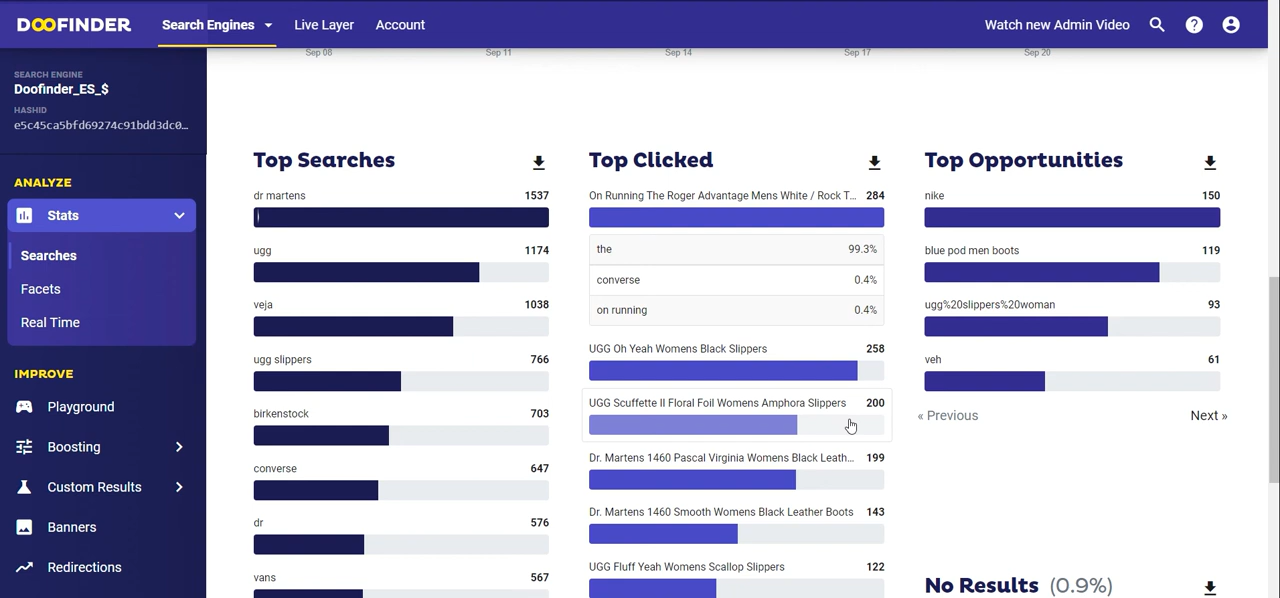 DOOFINDER
Search Engines
Live Layer
Account
Watch new Admin Video
SEARCH ENGINE
Doofinder_ES_$
HASHID
e5c45ca5bfd69274c91bdd3dc0…
ANALYZE
Stats
Searches
Facets
Real Time
IMPROVE
Playground
Boosting
Custom Results
Banners
Redirections
Sep 08 Sep 11 Sep 14 Sep 17 Sep 20
Top Searches
dr martens 1537
ugg 1174
veja 1038
ugg slippers 766
birkenstock 703
converse 647
dr 576
vans 567
Top Clicked
On Running The Roger Advantage Mens White / Rock T... 284
the 99.3%
converse 0.4%
on running 0.4%
UGG Oh Yeah Womens Black Slippers 258
UGG Scuffette II Floral Foil Womens Amphora Slippers 200
Dr. Martens 1460 Pascal Virginia Womens Black Leath... 199
Dr. Martens 1460 Smooth Womens Black Leather Boots 143
UGG Fluff Yeah Womens Scallop Slippers 122
Top Opportunities
nike 150
blue pod men boots 119
ugg%20slippers%20woman 93
veh 61
« Previous Next »
No Results (0.9%)